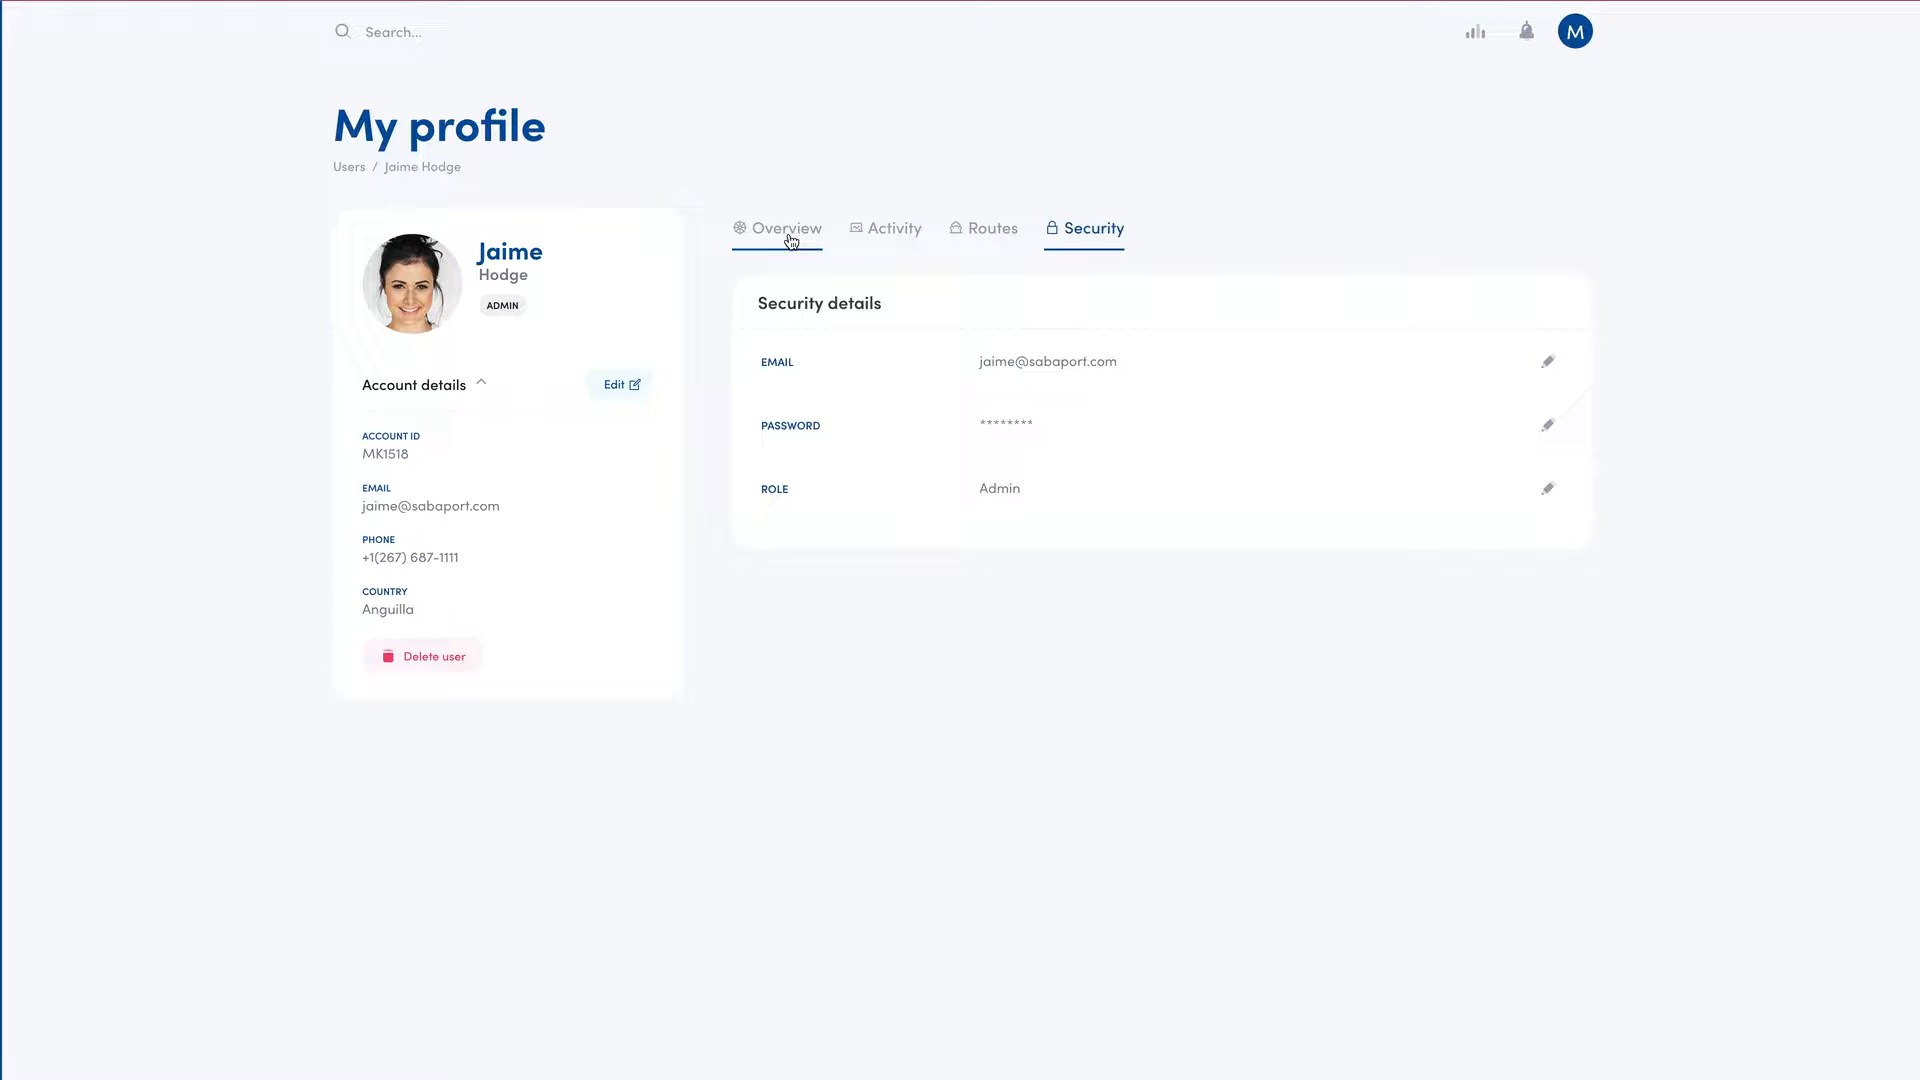 Search...
M
My profile
Users / Jaime Hodge
Jaime
Hodge
ADMIN
Account details
Edit
ACCOUNT ID
MK1518
EMAIL
jaime@sabaport.com
PHONE
+1(267) 687-1111
COUNTRY
Anguilla
Delete user
Overview Activity Routes Security
Security details
EMAIL jaime@sabaport.com
PASSWORD ********
ROLE Admin